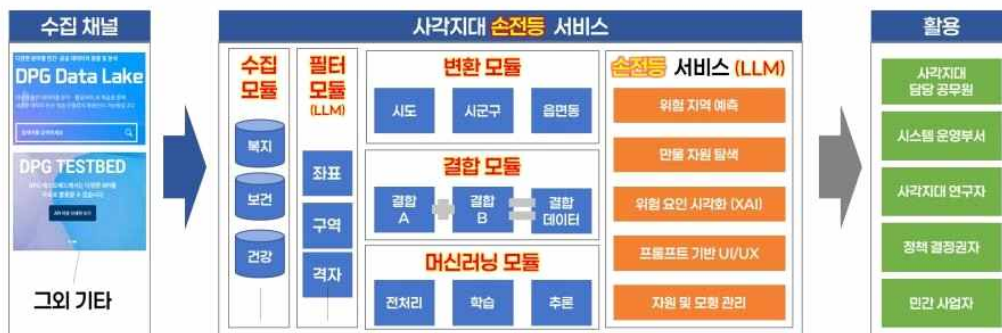 수집 채널
DPG Data Lake
DPG TESTBED
그외 기타
사각지대 손전등 서비스
수집
모듈
복지
보건
건강
필터
모듈
(LLM)
좌표
구역
격자
변환 모듈
시도
시군구
읍면동
결합 모듈
결합
A
결합
B
결합
데이터
머신러닝 모듈
전처리
학습
추론
손전등 서비스 (LLM)
위험 지역 예측
만물 자원 탐색
위험 요인 시각화 (XAI)
프롬프트 기반 UI/UX
자원 및 모형 관리
활용
사각지대
담당 공무원
시스템 운영부서
사각지대 연구자
정책 결정권자
민간 사업자